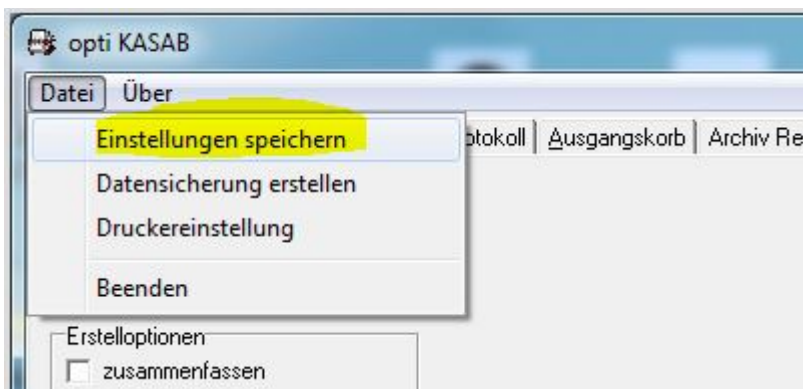 opti KASAB
Datei Über
Einstellungen speichern
otokoll Ausgangskorb Archiv Re
Datensicherung erstellen
Druckereinstellung
Beenden
Erstelloptionen
zusammenfassen